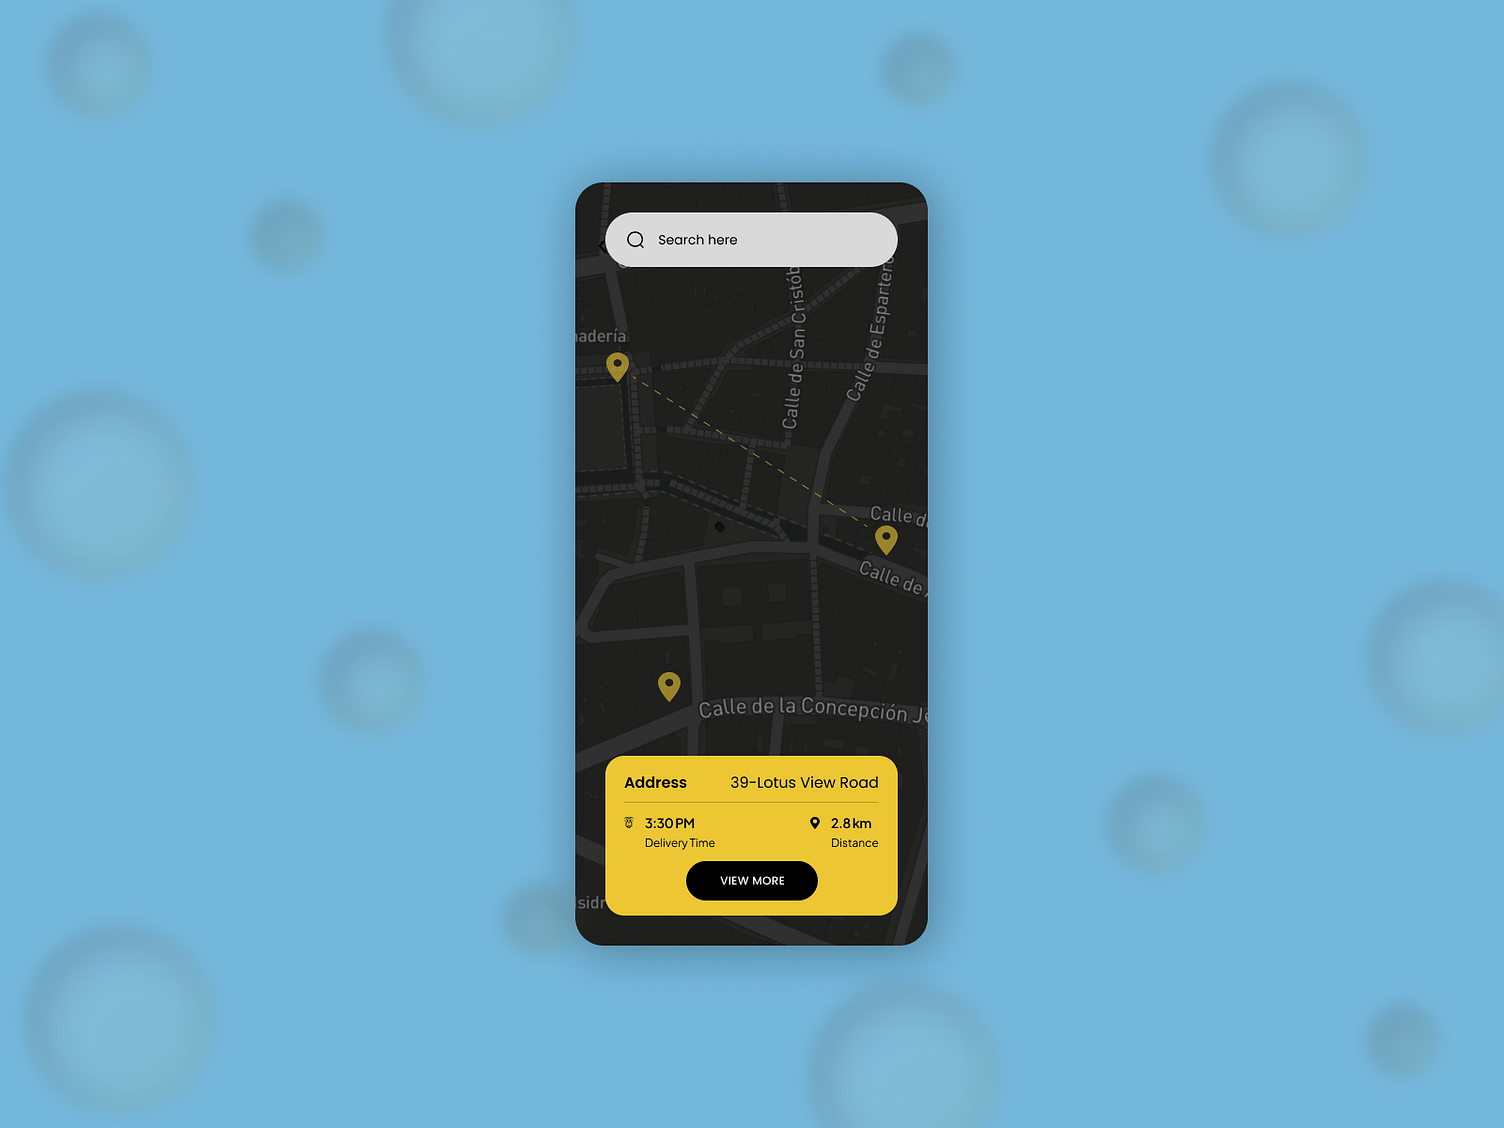 Search here
Calle de San Cristób
Calle de Espartero
nadería
Calle d
Calle de
Calle de la Concepción Je
Address
39-Lotus View Road
3:30 PM
2.8 km
Delivery Time
Distance
VIEW MORE
sidr